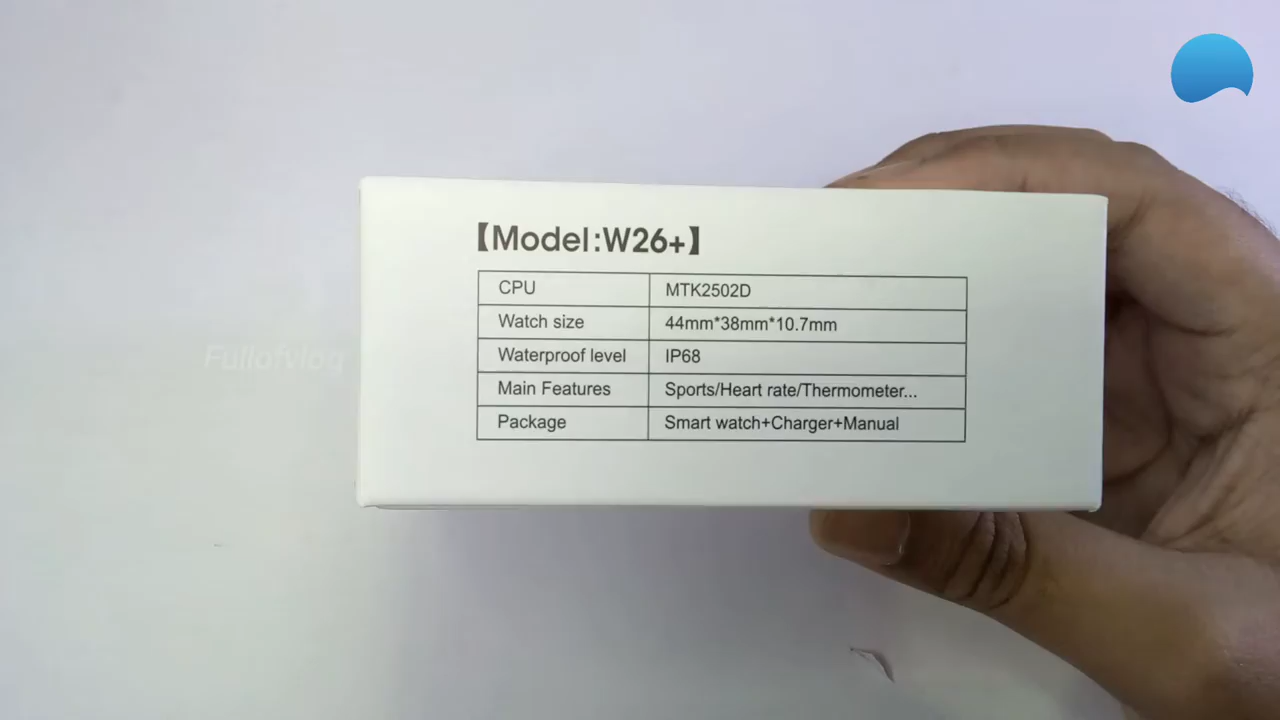 【Model:W26+】
CPU MTK2502D
Watch size 44mm*38mm*10.7mm
Waterproof level IP68
Main Features Sports/Heart rate/Thermometer...
Package Smart watch+Charger+Manual
Fullofvlog